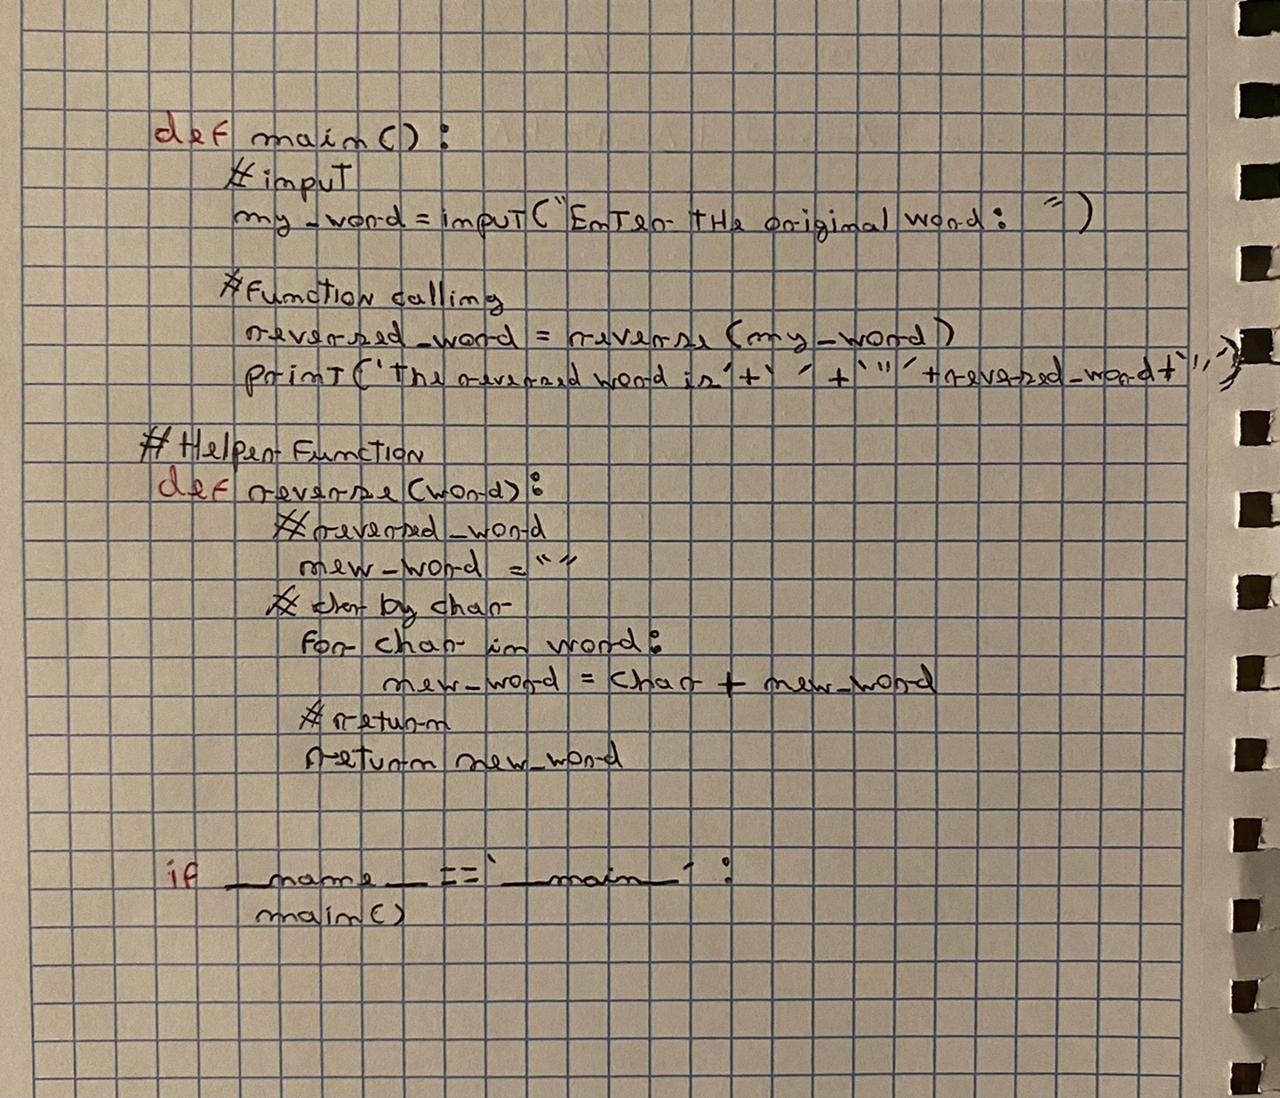 def main():
#input
my_word = input("Enter the original word: ")
#Function calling
reversed_word = reverse(my_word)
print('The reversed word is'+' '+'"'+reversed_word+'"')
# Helper Function
def reverse(word):
#reversed_word
new_word = ""
# char by char
for char in word:
new_word = char + new_word
# return
return new_word
if __name__ == '__main__':
main()